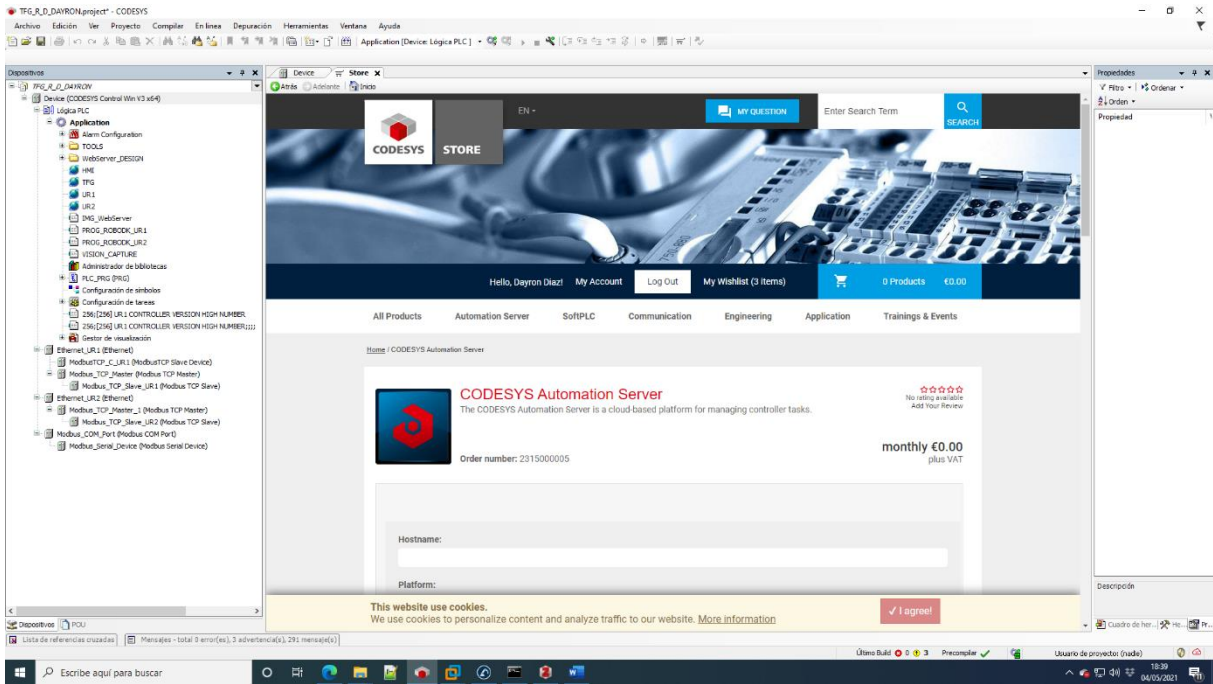 TFG_R_D_DAYRON.project* - CODESYS
Archivo Edición Ver Proyecto Compilar En línea Depuración Herramientas Ventana Ayuda
Application [Device: Lógica PLC]
Dispositivos
TFG_R_D_DAYRON
Device (CODESYS Control Win V3 x64)
Lógica PLC
Application
Alarm Configuration
TOOLS
WebServer_DESIGN
HMI
TFG
UR1
UR2
IMG_WebServer
PROG_ROBODK_UR1
PROG_ROBODK_UR2
VISION_CAPTURE
Administrador de bibliotecas
PLC_PRG (PRG)
Configuración de símbolos
Configuración de tareas
256;[256] UR1 CONTROLLER VERSION HIGH NUMBER
256;[256] UR1 CONTROLLER VERSION HIGH NUMBER;;;;
Gestor de visualización
Ethernet_UR1 (Ethernet)
ModbusTCP_C_UR1 (ModbusTCP Slave Device)
Modbus_TCP_Master (Modbus TCP Master)
Modbus_TCP_Slave_UR1 (Modbus TCP Slave)
Ethernet_UR2 (Ethernet)
Modbus_TCP_Master_1 (Modbus TCP Master)
Modbus_TCP_Slave_UR2 (Modbus TCP Slave)
Modbus_COM_Port (Modbus COM Port)
Modbus_Serial_Device (Modbus Serial Device)
Dispositivos POU
Device Store
Atrás Adelante Inicio
CODESYS STORE
EN
MY QUESTION
Enter Search Term
SEARCH
Hello, Dayron Diaz! My Account Log Out My Wishlist (3 items) 0 Products €0.00
All Products Automation Server SoftPLC Communication Engineering Application Trainings & Events
Home / CODESYS Automation Server
CODESYS Automation Server
The CODESYS Automation Server is a cloud-based platform for managing controller tasks.
Order number: 2315000005
No rating available
Add Your Review
monthly €0.00
plus VAT
Hostname:
Platform:
This website use cookies.
We use cookies to personalize content and analyze traffic to our website. More information
✓ I agree!
Propiedades
Filtro Ordenar
Orden
Propiedad
Descripción
Cuadro de her... He... Pr...
Lista de referencias cruzadas Mensajes - total 0 error(es), 3 advertencia(s), 291 mensaje(s)
Último Build 0 3 Precompilar Usuario de proyector (nadie)
Escribe aquí para buscar
18:39
04/05/2021